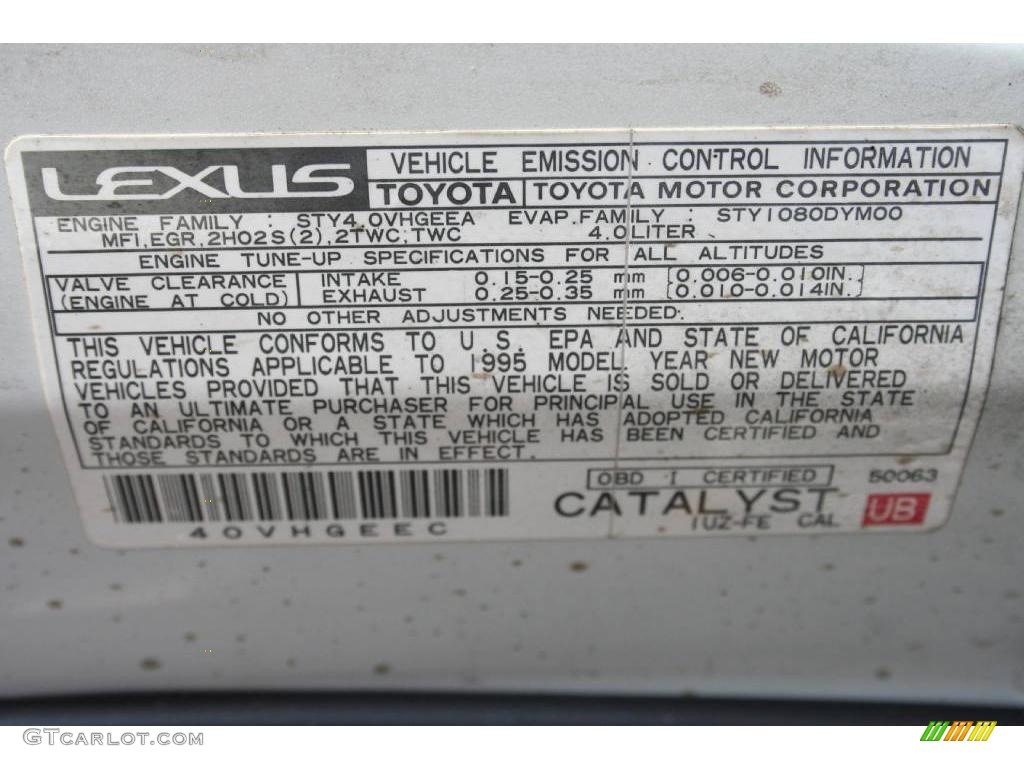 LEXUS
VEHICLE EMISSION CONTROL INFORMATION
TOYOTA TOYOTA MOTOR CORPORATION
ENGINE FAMILY : STY4.0VHGEEA EVAP.FAMILY : STY1080DYM00
MFI,EGR,2HO2S(2),2TWC,TWC 4.0LITER
ENGINE TUNE-UP SPECIFICATIONS FOR ALL ALTITUDES
VALVE CLEARANCE INTAKE 0.15-0.25 mm (0.006-0.010IN.)
(ENGINE AT COLD) EXHAUST 0.25-0.35 mm (0.010-0.014IN.)
NO OTHER ADJUSTMENTS NEEDED.
THIS VEHICLE CONFORMS TO U.S. EPA AND STATE OF CALIFORNIA
REGULATIONS APPLICABLE TO 1995 MODEL YEAR NEW MOTOR
VEHICLES PROVIDED THAT THIS VEHICLE IS SOLD OR DELIVERED
TO AN ULTIMATE PURCHASER FOR PRINCIPAL USE IN THE STATE
OF CALIFORNIA OR A STATE WHICH HAS ADOPTED CALIFORNIA
STANDARDS TO WHICH THIS VEHICLE HAS BEEN CERTIFIED AND
THOSE STANDARDS ARE IN EFFECT.
OBD I CERTIFIED 50063
CATALYST
1UZ-FE CAL UB
40VHGEEC
GTcarlot.com